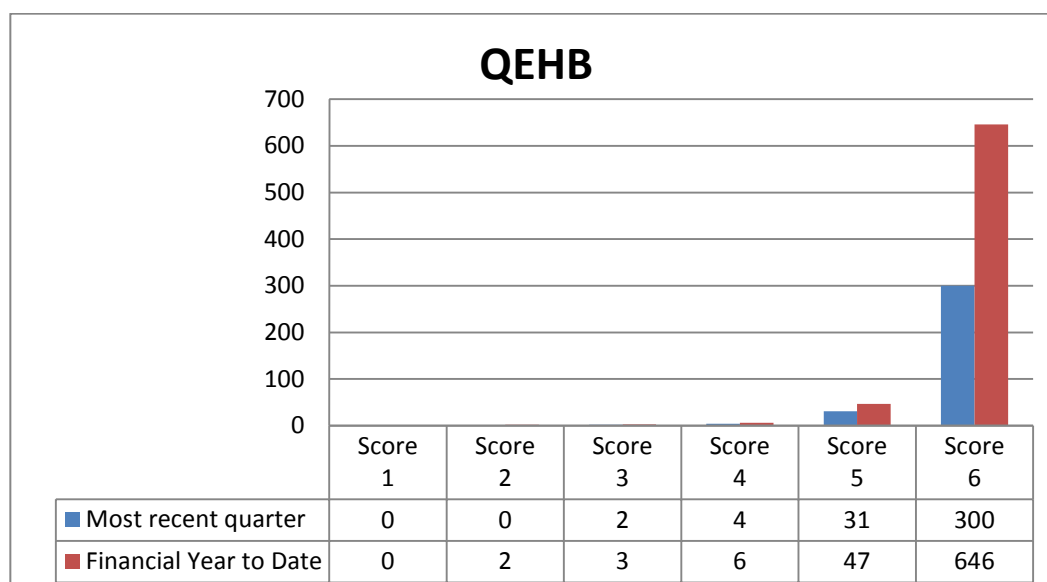 QEHB
700
600
500
400
300
200
100
0
Score 1 Score 2 Score 3 Score 4 Score 5 Score 6
Most recent quarter 0 0 2 4 31 300
Financial Year to Date 0 2 3 6 47 646